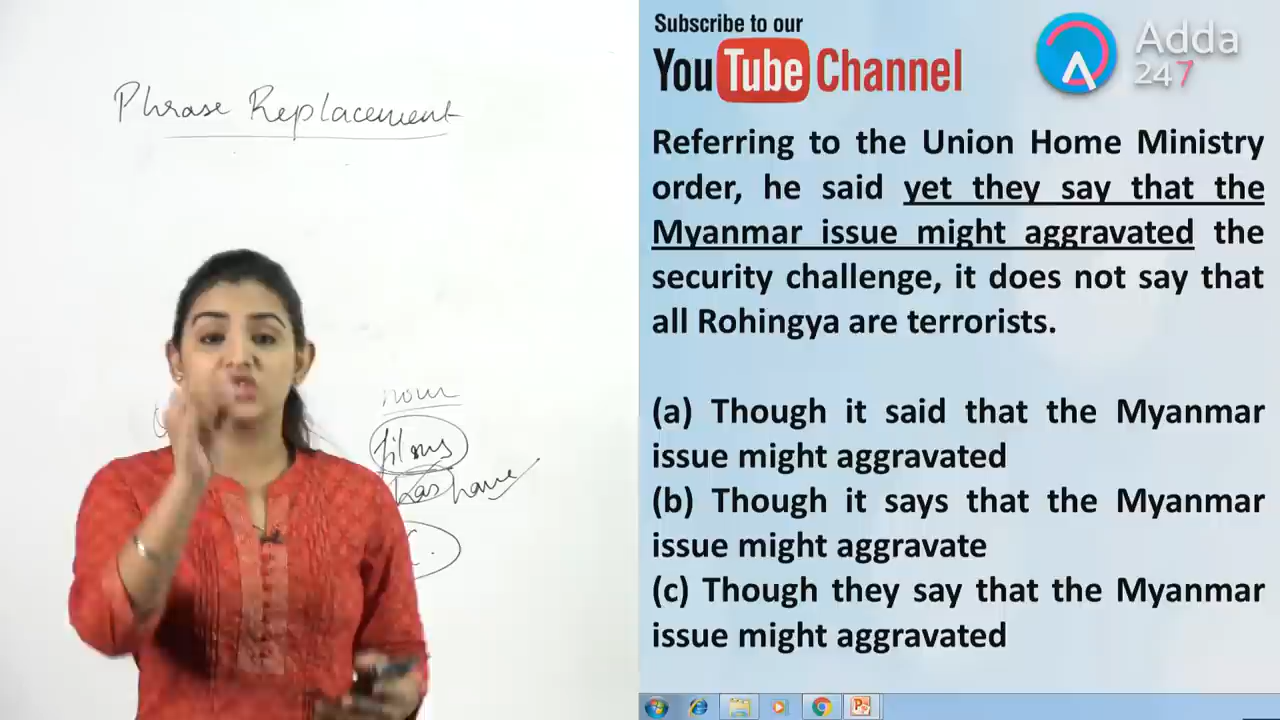 Phrase Replacement
noun
films
has have
Subscribe to our
YouTube Channel
Adda
247
Referring to the Union Home Ministry
order, he said yet they say that the
Myanmar issue might aggravated the
security challenge, it does not say that
all Rohingya are terrorists.
(a) Though it said that the Myanmar
issue might aggravated
(b) Though it says that the Myanmar
issue might aggravate
(c) Though they say that the Myanmar
issue might aggravated